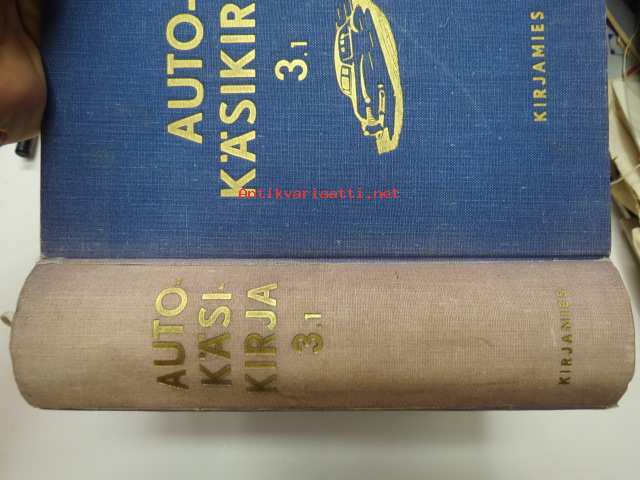 AUTO-
KÄSIKIR
3.1
KIRJAMIES
antikvariaatti.net
AUTO-
KÄSI-
KIRJA
3.1
KIRJAMIES